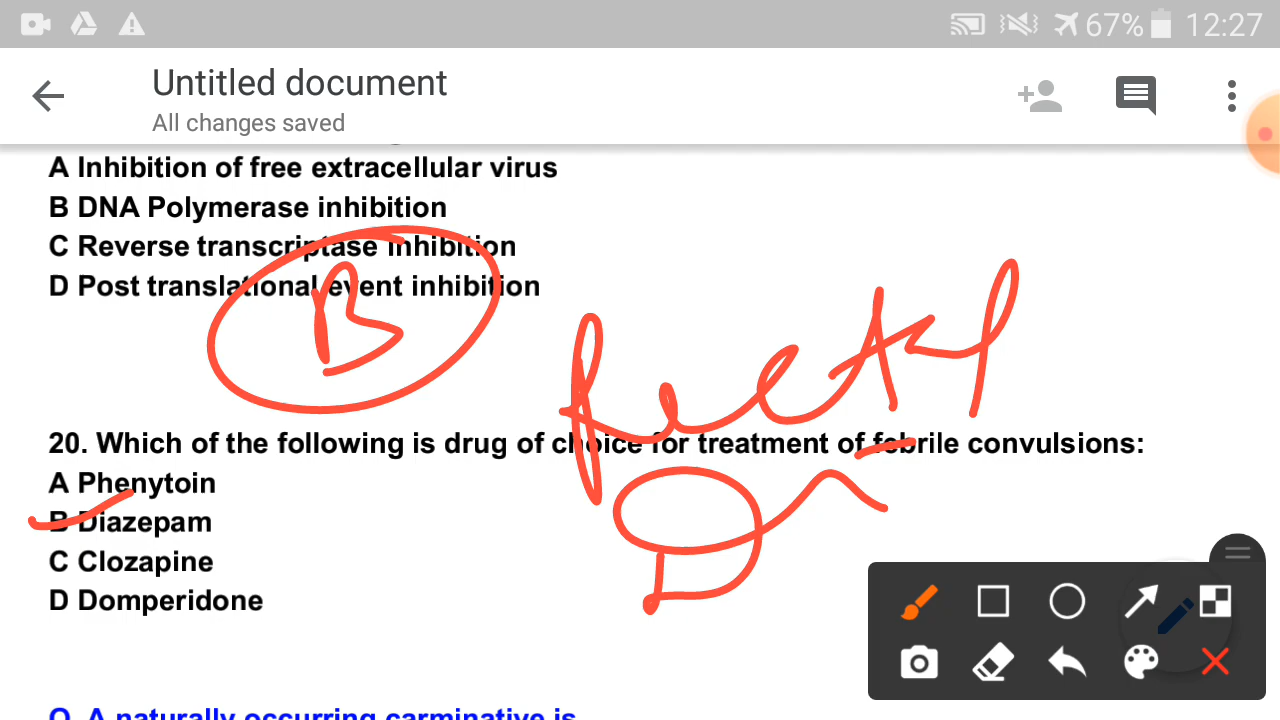 67% 12:27
Untitled document
All changes saved
A Inhibition of free extracellular virus
B DNA Polymerase inhibition
C Reverse transcriptase inhibition
D Post translational event inhibition
B
Rectal
20. Which of the following is drug of choice for treatment of febrile convulsions:
A Phenytoin
B Diazepam
C Clozapine
D Domperidone
Q. A naturally occurring carminative is